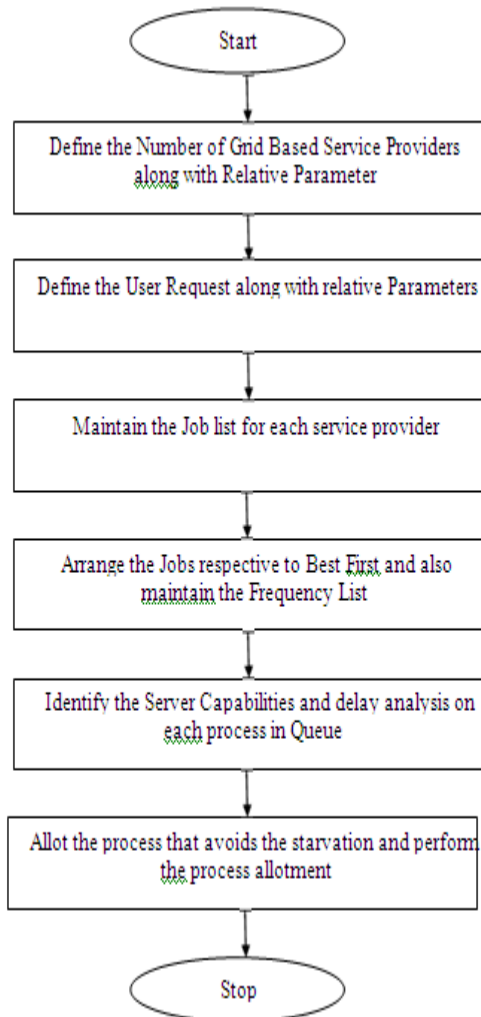 Start
Define the Number of Grid Based Service Providers
along with Relative Parameter
Define the User Request along with relative Parameters
Maintain the Job list for each service provider
Arrange the Jobs respective to Best First and also
maintain the Frequency List
Identify the Server Capabilities and delay analysis on
each process in Queue
Allot the process that avoids the starvation and perform
the process allotment
Stop